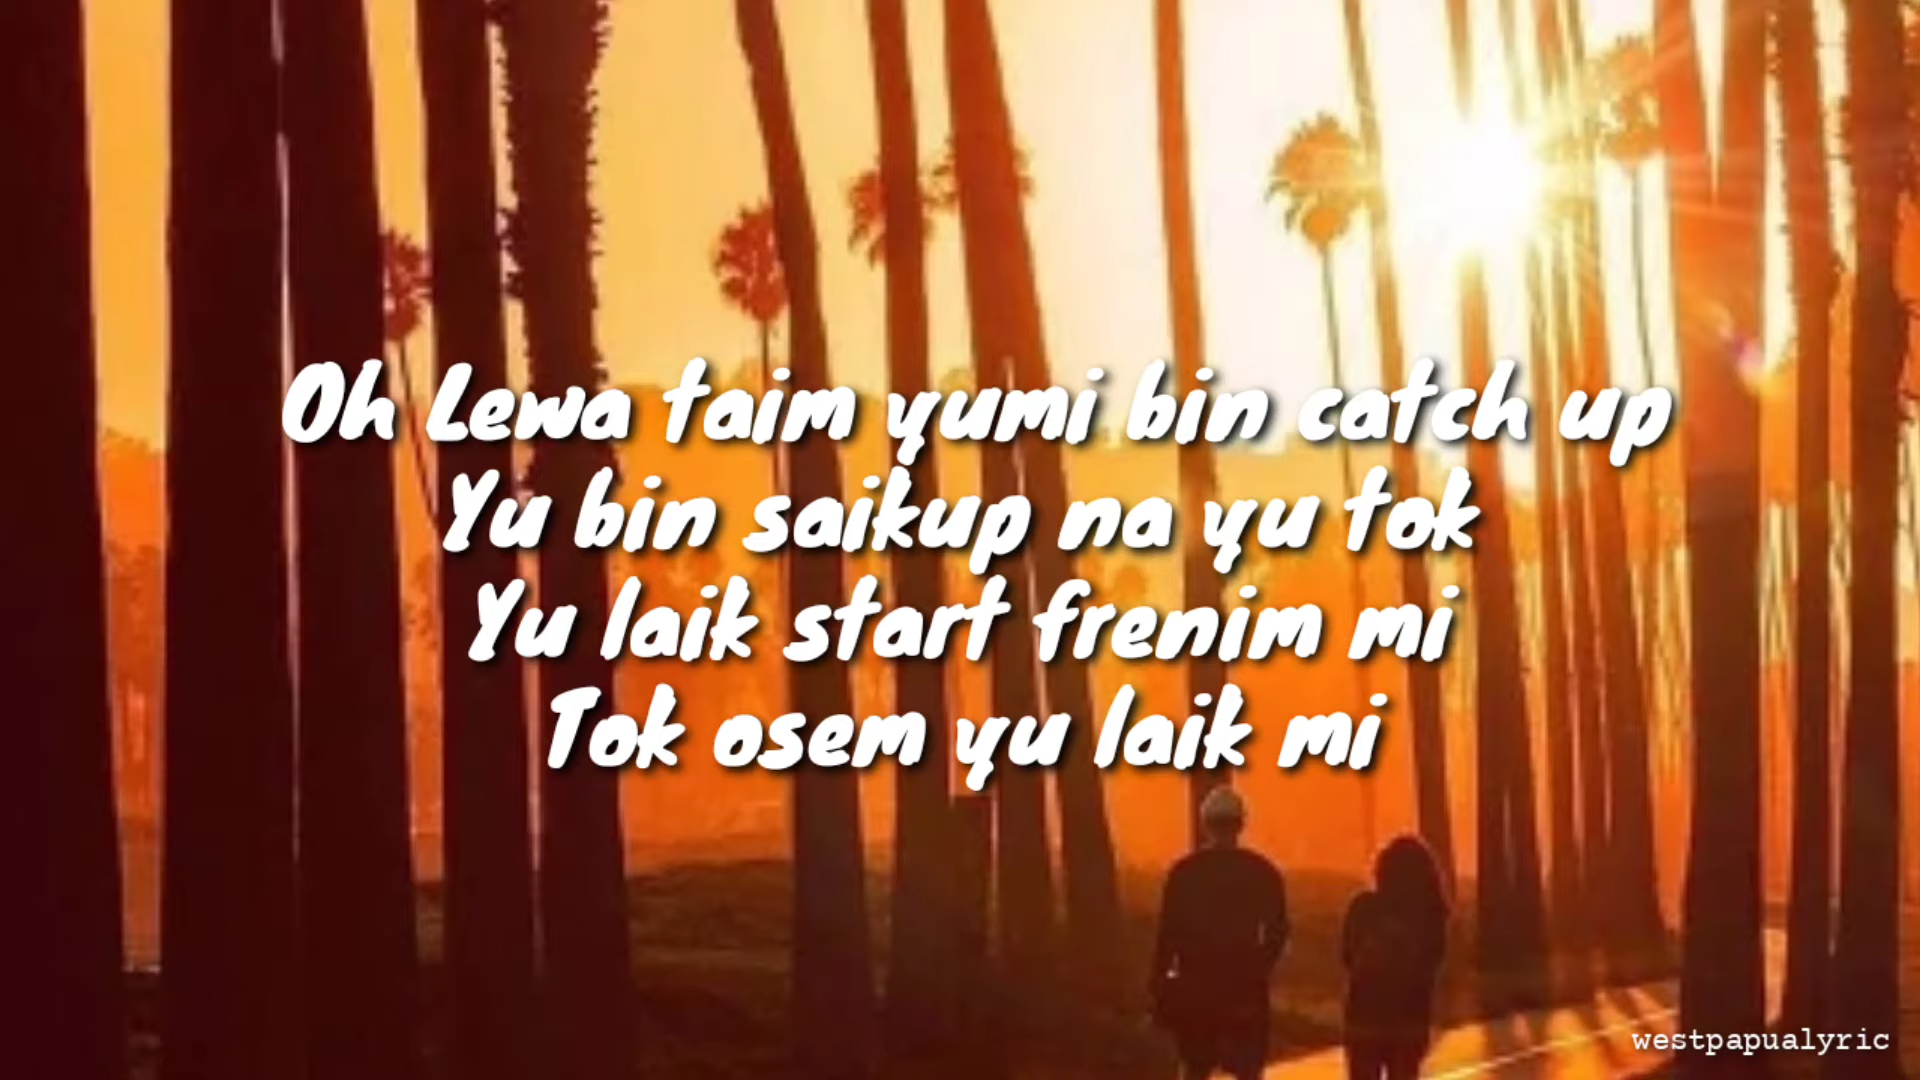 Oh Lewa taim yumi bin catch up
Yu bin saikup na yu tok
Yu laik start frenim mi
Tok osem yu laik mi
westpapualyric